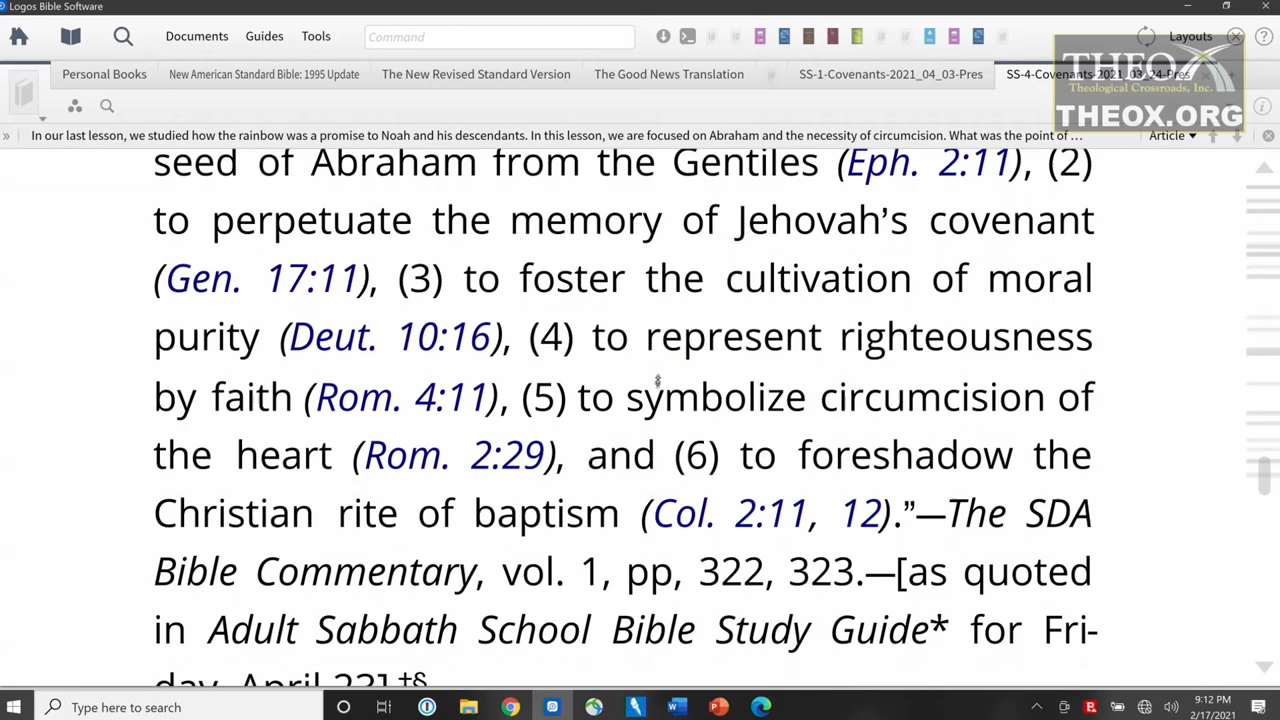 Logos Bible Software
Documents Guides Tools Command Layouts
THEOX
Theological Crossroads, Inc.
THEOX.ORG
Personal Books New American Standard Bible: 1995 Update The New Revised Standard Version The Good News Translation SS-1-Covenants-2021_04_03-Pres SS-4-Covenants-2021_03_24-Pres
» In our last lesson, we studied how the rainbow was a promise to Noah and his descendants. In this lesson, we are focused on Abraham and the necessity of circumcision. What was the point of … Article
seed of Abraham from the Gentiles (Eph. 2:11), (2)
to perpetuate the memory of Jehovah’s covenant
(Gen. 17:11), (3) to foster the cultivation of moral
purity (Deut. 10:16), (4) to represent righteousness
by faith (Rom. 4:11), (5) to symbolize circumcision of
the heart (Rom. 2:29), and (6) to foreshadow the
Christian rite of baptism (Col. 2:11, 12).”—The SDA
Bible Commentary, vol. 1, pp, 322, 323.—[as quoted
in Adult Sabbath School Bible Study Guide* for Fri-
day, April 23].‡§
Type here to search
9:12 PM
2/17/2021